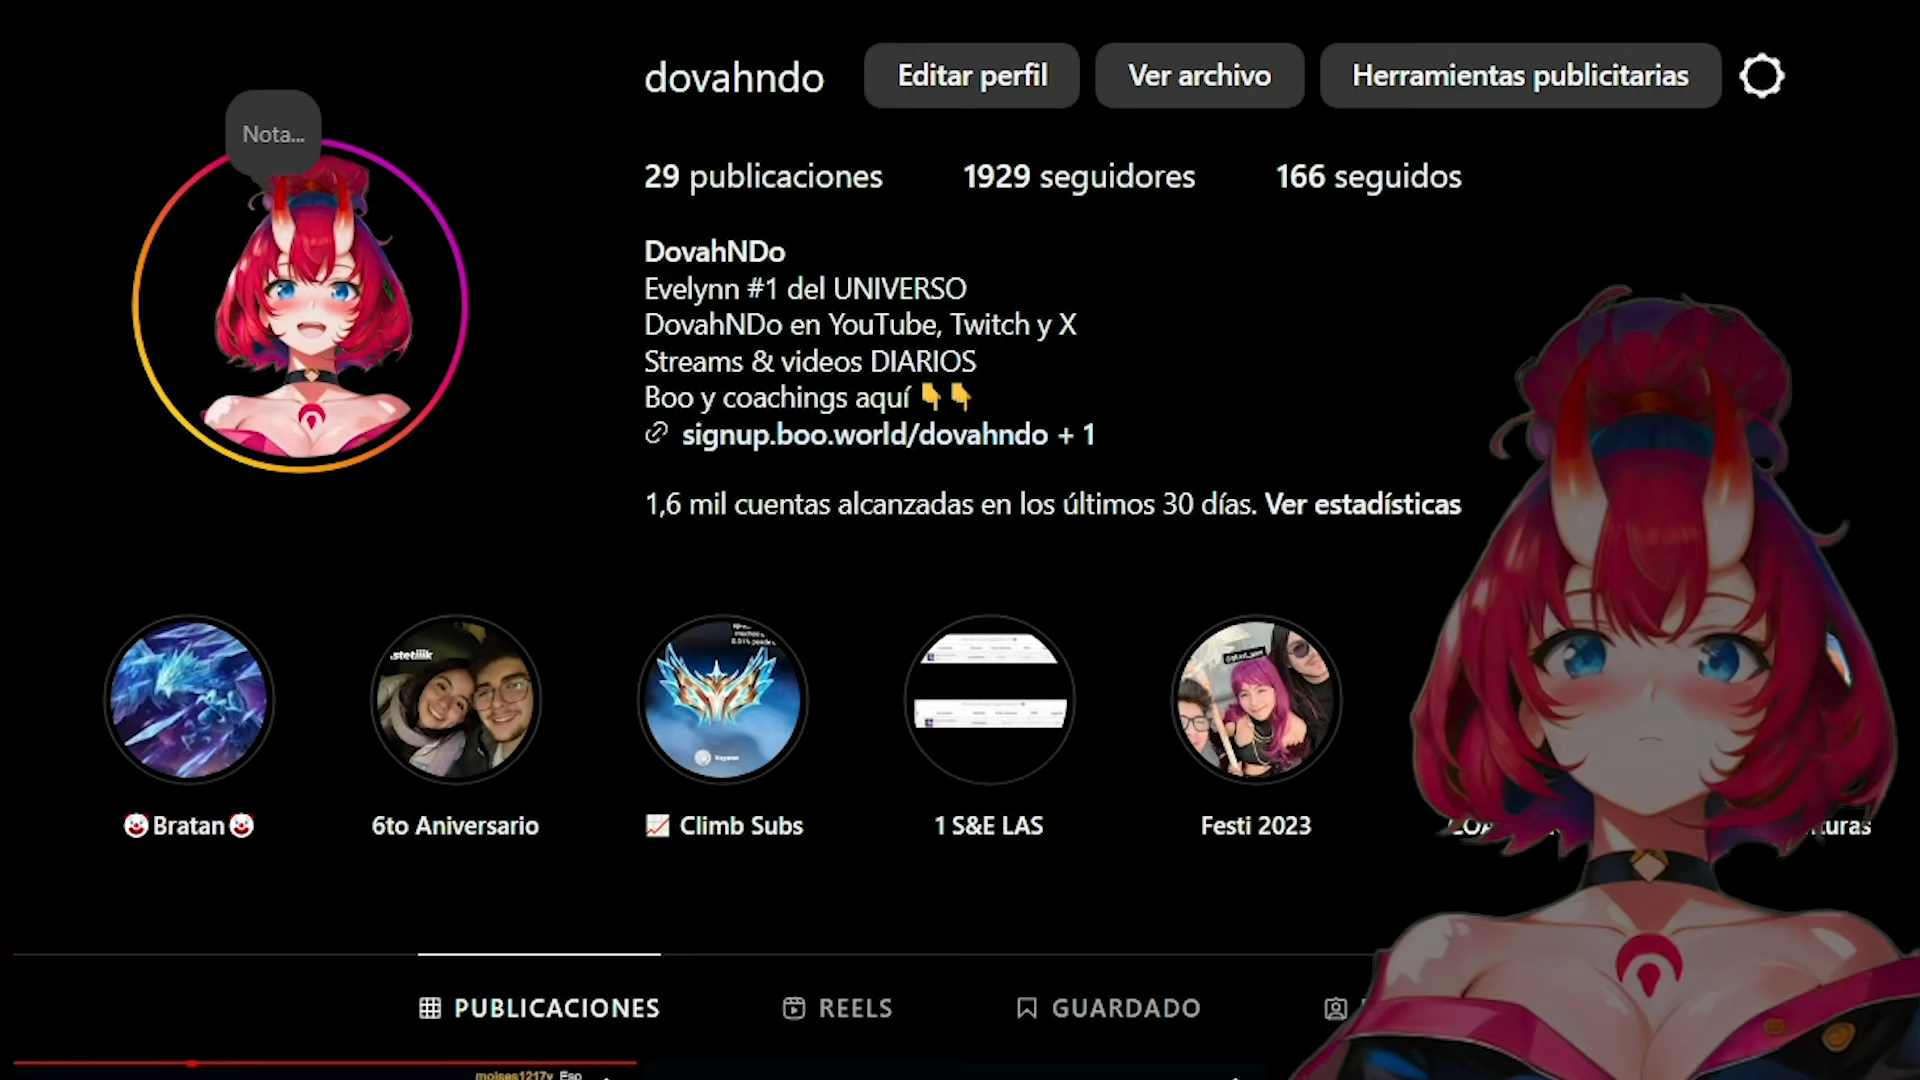 dovahndo Editar perfil Ver archivo Herramientas publicitarias
Nota...
29 publicaciones 1929 seguidores 166 seguidos
DovahNDo
Evelynn #1 del UNIVERSO
DovahNDo en YouTube, Twitch y X
Streams & videos DIARIOS
Boo y coachings aquí 👇👇
signup.boo.world/dovahndo + 1
1,6 mil cuentas alcanzadas en los últimos 30 días. Ver estadísticas
.stetiiik
🤡Bratan🤡 6to Aniversario 📈 Climb Subs 1 S&E LAS Festi 2023
PUBLICACIONES REELS GUARDADO
moises1217v Eso